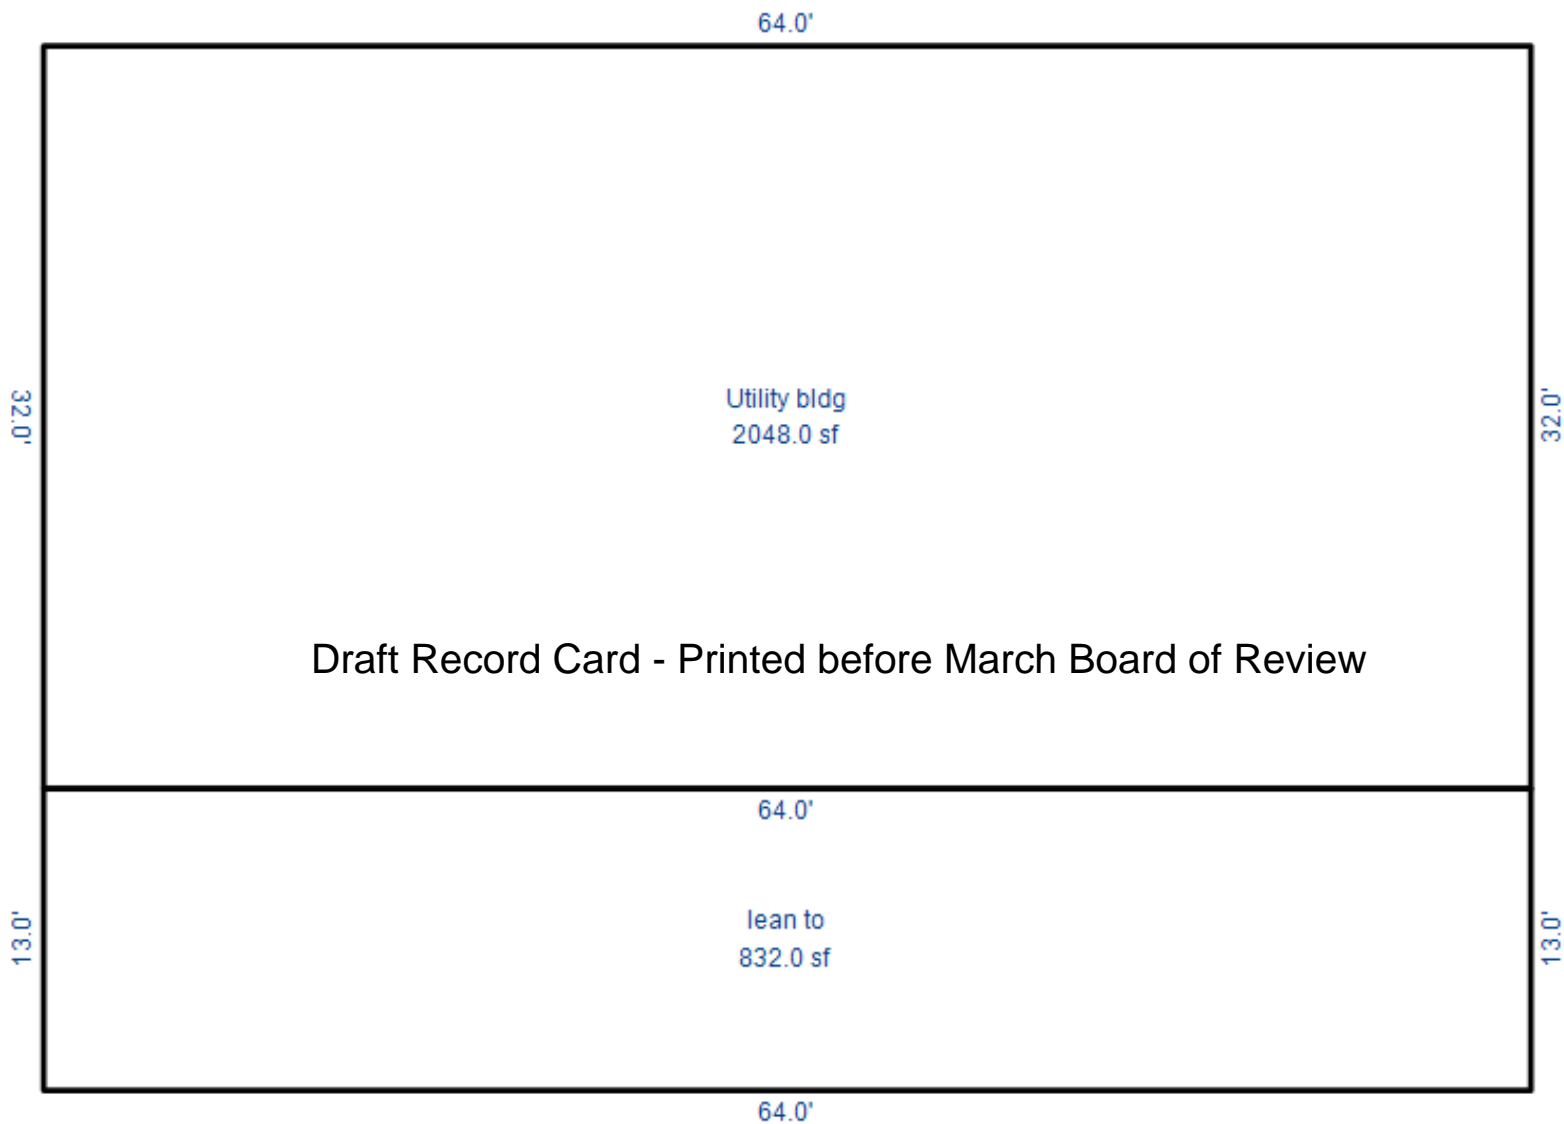 64.0'
32.0'
Utility bldg
2048.0 sf
32.0'
Draft Record Card - Printed before March Board of Review
64.0'
13.0'
lean to
832.0 sf
13.0'
64.0'